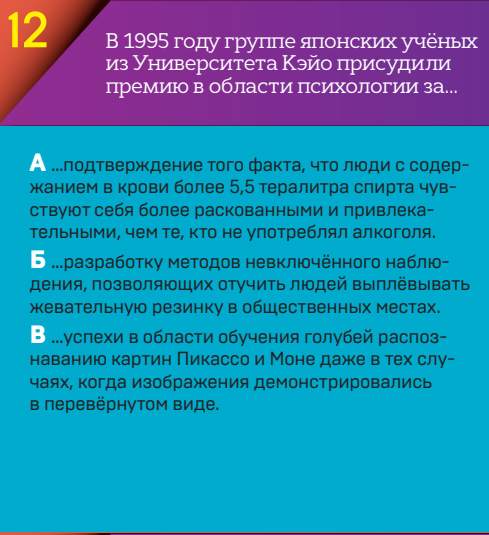 12
В 1995 году группе японских учёных
из Университета Кэйо присудили
премию в области психологии за...
А ...подтверждение того факта, что люди с содер-
жанием в крови более 5,5 тералитра спирта чув-
ствуют себя более раскованными и привлека-
тельными, чем те, кто не употреблял алкоголя.
Б ...разработку методов невключённого наблю-
дения, позволяющих отучить людей выплёвывать
жевательную резинку в общественных местах.
В ...успехи в области обучения голубей распоз-
наванию картин Пикассо и Моне даже в тех слу-
чаях, когда изображения демонстрировались
в перевёрнутом виде.